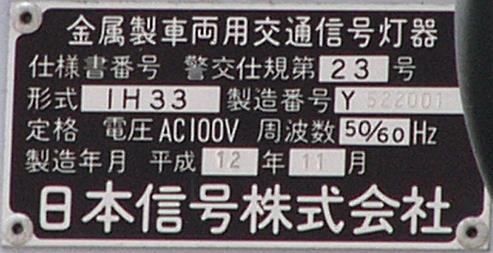 金属製車両用交通信号灯器
仕様書番号 警交仕規第 23 号
形式 1H33 製造番号 Y 522001
定格 電圧 AC100V 周波数 50/60 Hz
製造年月 平成 12 年 11 月
日本信号株式会社